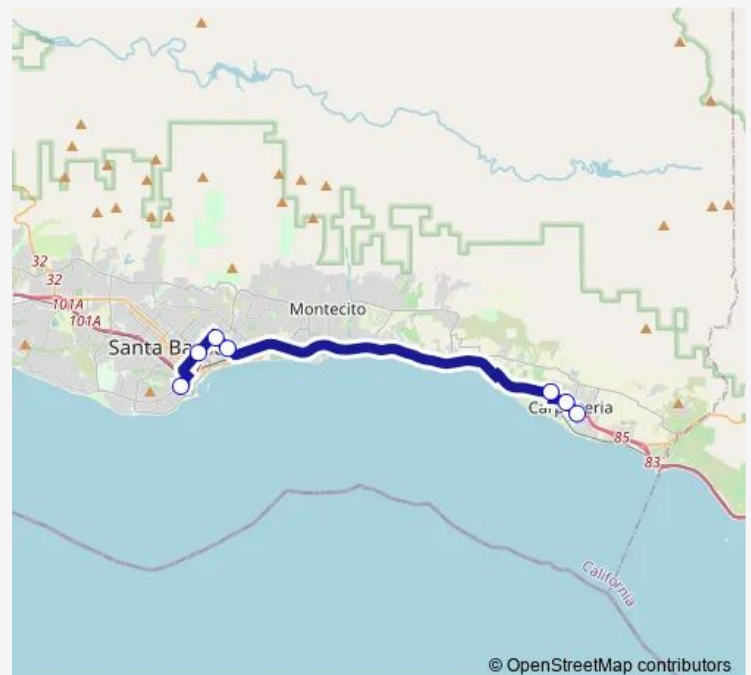 32
32
101A
101A
Montecito
Santa Ba
Carp
eria
85
83
California
© OpenStreetMap contributors